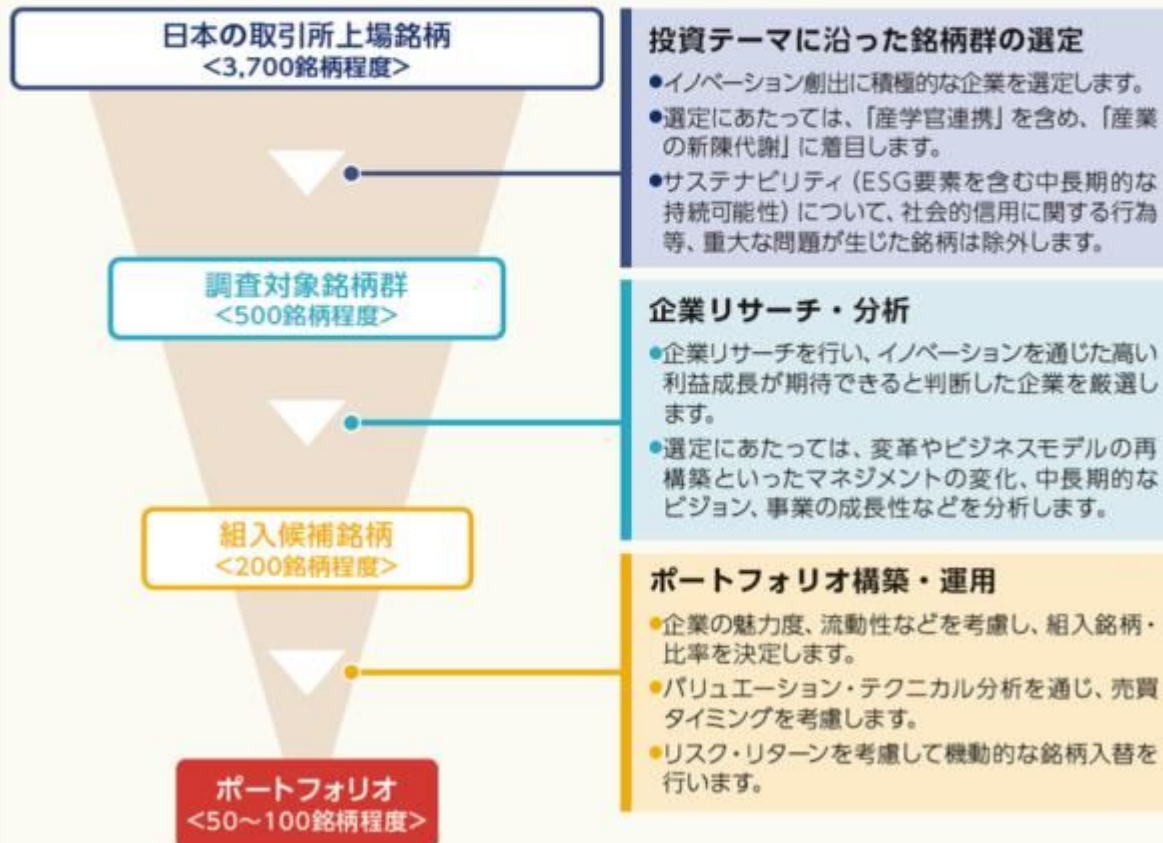 日本の取引所上場銘柄
<3,700銘柄程度>
投資テーマに沿った銘柄群の選定
●イノベーション創出に積極的な企業を選定します。
●選定にあたっては、「産学官連携」を含め、「産業
の新陳代謝」に着目します。
●サステナビリティ(ESG要素を含む中長期的な
持続可能性)について、社会的信用に関する行為
等、重大な問題が生じた銘柄は除外します。
調査対象銘柄群
<500銘柄程度>
企業リサーチ・分析
●企業リサーチを行い、イノベーションを通じた高い
利益成長が期待できると判断した企業を厳選し
ます。
●選定にあたっては、変革やビジネスモデルの再
構築といったマネジメントの変化、中長期的な
ビジョン、事業の成長性などを分析します。
組入候補銘柄
<200銘柄程度>
ポートフォリオ構築・運用
●企業の魅力度、流動性などを考慮し、組入銘柄・
比率を決定します。
●バリュエーション・テクニカル分析を通じ、売買
タイミングを考慮します。
●リスク・リターンを考慮して機動的な銘柄入替を
行います。
ポートフォリオ
<50～100銘柄程度>